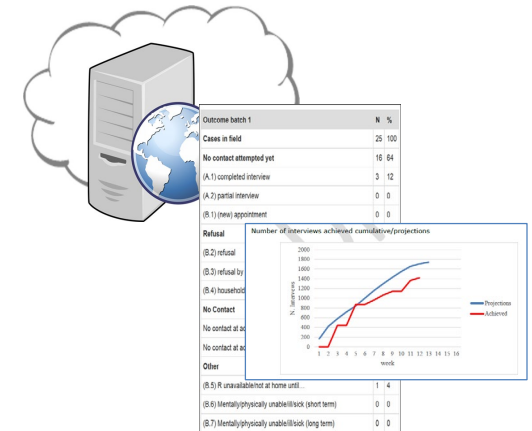 Outcome batch 1 N %
Cases in field 25 100
No contact attempted yet 16 64
(A.1) completed interview 3 12
(A.2) partial interview 0 0
(B.1) (new) appointment 0 0
Refusal
(B.2) refusal
(B.3) refusal by
(B.4) household
No Contact
No contact at ad
No contact at ad
Other
(B.5) R unavailable/not at home until... 1 4
(B.6) Mentally/physically unable/ill/sick (short term) 0 0
(B.7) Mentally/physically unable/ill/sick (long term) 0 0
Number of interviews achieved cumulative/projections
N. Interviews
2000
1800
1600
1400
1200
1000
800
600
400
200
0
1 2 3 4 5 6 7 8 9 10 11 12 13 14 15 16
week
Projections
Achieved